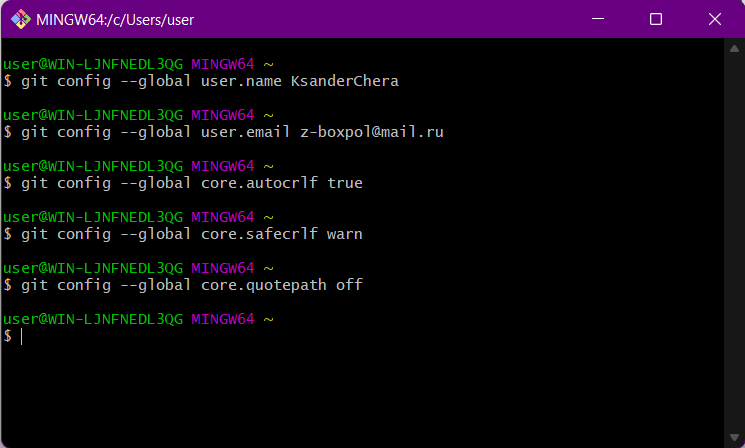 MINGW64:/c/Users/user
user@WIN-LJNFNEDL3QG MINGW64 ~
$ git config --global user.name KsanderChera
user@WIN-LJNFNEDL3QG MINGW64 ~
$ git config --global user.email z-boxpol@mail.ru
user@WIN-LJNFNEDL3QG MINGW64 ~
$ git config --global core.autocrlf true
user@WIN-LJNFNEDL3QG MINGW64 ~
$ git config --global core.safecrlf warn
user@WIN-LJNFNEDL3QG MINGW64 ~
$ git config --global core.quotepath off
user@WIN-LJNFNEDL3QG MINGW64 ~
$